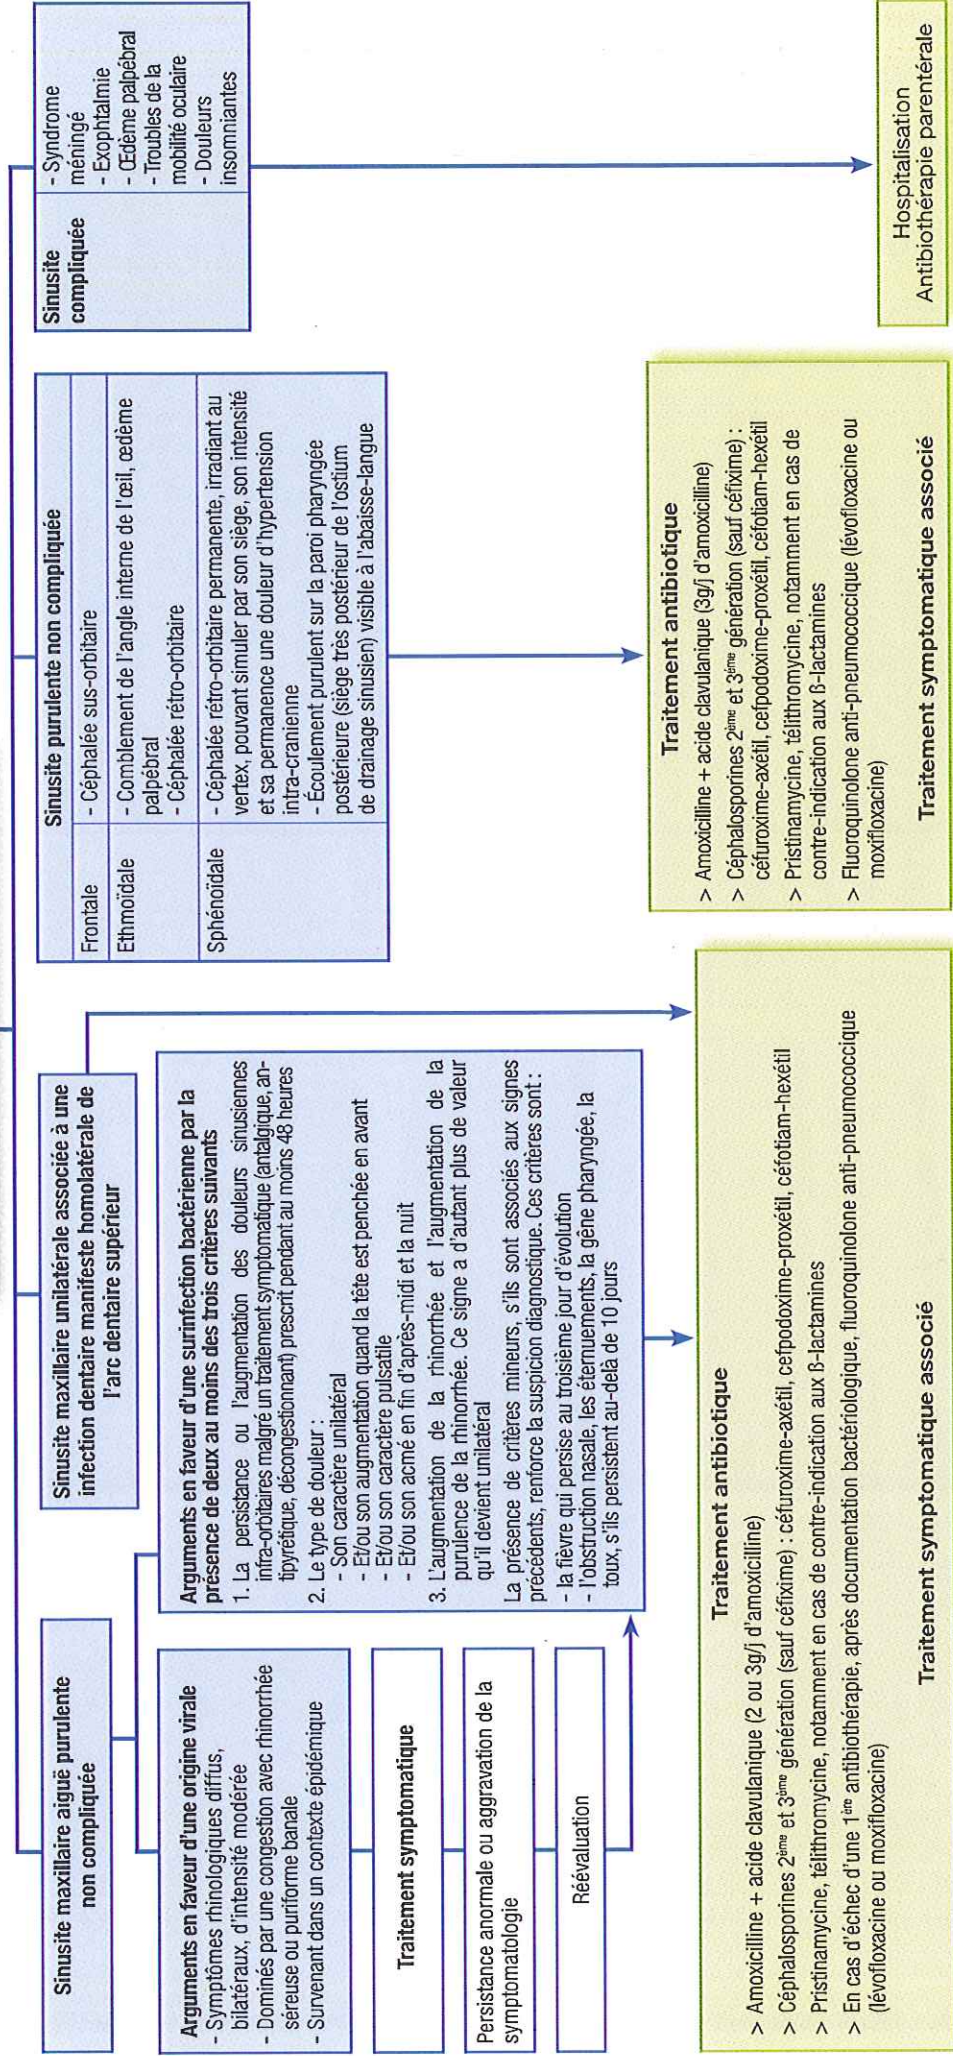 Sinusite maxillaire aiguë purulente
non compliquée
Arguments en faveur d'une origine virale
- Symptômes rhinologiques diffus,
bilatéraux, d'intensité modérée
- Dominés par une congestion avec rhinorrhée
séreuse ou puriforme banale
- Survenant dans un contexte épidémique
Traitement symptomatique
Persistance anormale ou aggravation de la
symptomatologie
Réévaluation
Sinusite maxillaire unilatérale associée à une
infection dentaire manifeste homolatérale de
l'arc dentaire supérieur
Arguments en faveur d'une surinfection bactérienne par la
présence de deux au moins des trois critères suivants
1. La persistance ou l'augmentation des douleurs sinusiennes
infra-orbitaires malgré un traitement symptomatique (antalgique, an-
tipyrétique, décongestionnant) prescrit pendant au moins 48 heures
2. Le type de douleur :
- Son caractère unilatéral
- Et/ou son augmentation quand la tête est penchée en avant
- Et/ou son caractère pulsatile
- Et/ou son acmé en fin d'après-midi et la nuit
3. L'augmentation de la rhinorrhée et l'augmentation de la
purulence de la rhinorrhée. Ce signe a d'autant plus de valeur
qu'il devient unilatéral
La présence de critères mineurs, s'ils sont associés aux signes
précédents, renforce la suspicion diagnostique. Ces critères sont :
- la fièvre qui persise au troisième jour d'évolution
- l'obstruction nasale, les éternuements, la gêne pharyngée, la
toux, s'ils persistent au-delà de 10 jours
Traitement antibiotique
> Amoxicilline + acide clavulanique (2 ou 3g/j d'amoxicilline)
> Céphalosporines 2ème et 3ème génération (sauf céfixime) : céfuroxime-axétil, cefpodoxime-proxétil, céfotiam-hexétil
> Pristinamycine, télithromycine, notamment en cas de contre-indication aux ß-lactamines
> En cas d'échec d'une 1ère antibiothérapie, après documentation bactériologique, fluoroquinolone anti-pneumococcique
(lévofloxacine ou moxifloxacine)
Traitement symptomatique associé
Sinusite purulente non compliquée
Frontale
- Céphalée sus-orbitaire
Ethmoïdale
- Comblement de l'angle interne de l'œil, œdème
palpébral
- Céphalée rétro-orbitaire
Sphénoïdale
- Céphalée rétro-orbitaire permanente, irradiant au
vertex, pouvant simuler par son siège, son intensité
et sa permanence une douleur d'hypertension
intra-cranienne
- Écoulement purulent sur la paroi pharyngée
postérieure (siège très postérieur de l'ostium
de drainage sinusien) visible à l'abaisse-langue
Traitement antibiotique
> Amoxicilline + acide clavulanique (3g/j d'amoxicilline)
> Céphalosporines 2ème et 3ème génération (sauf céfixime) :
céfuroxime-axétil, cefpodoxime-proxétil, céfotiam-hexétil
> Pristinamycine, télithromycine, notamment en cas de
contre-indication aux ß-lactamines
> Fluoroquinolone anti-pneumococcique (lévofloxacine ou
moxifloxacine)
Traitement symptomatique associé
Sinusite
compliquée
- Syndrome
méningé
- Exophtalmie
- Œdème palpébral
- Troubles de la
mobilité oculaire
- Douleurs
insomniantes
Hospitalisation
Antibiothérapie parentérale